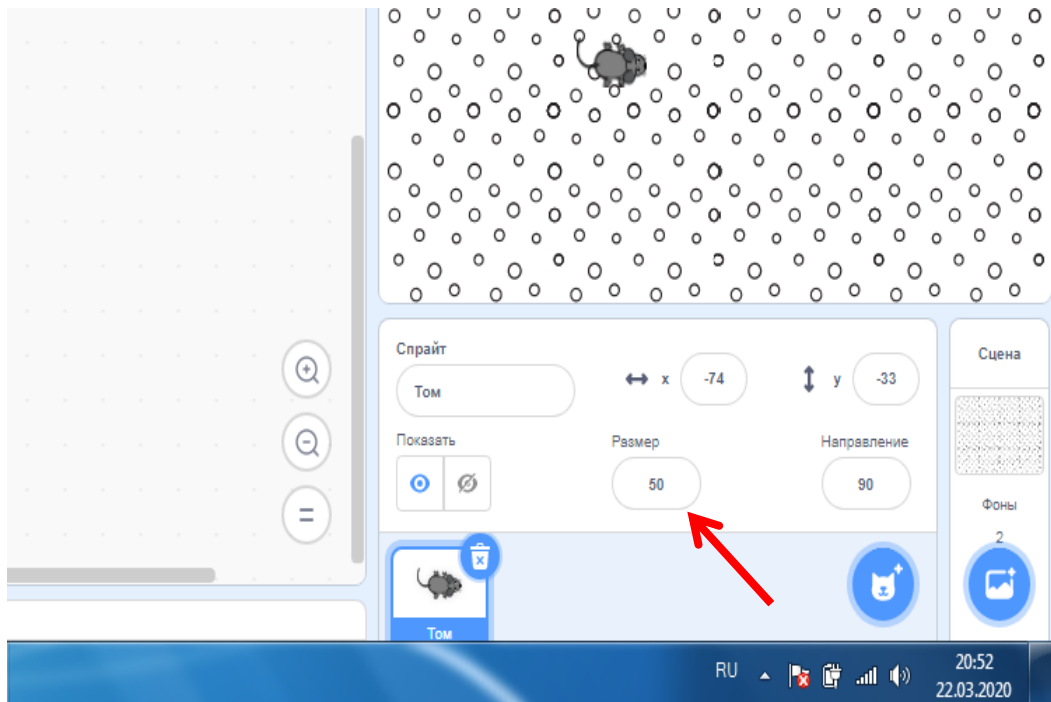 Спрайт
Том
x -74
y -33
Показать
Размер
50
Направление
90
Том
Сцена
Фоны
2
RU
20:52
22.03.2020